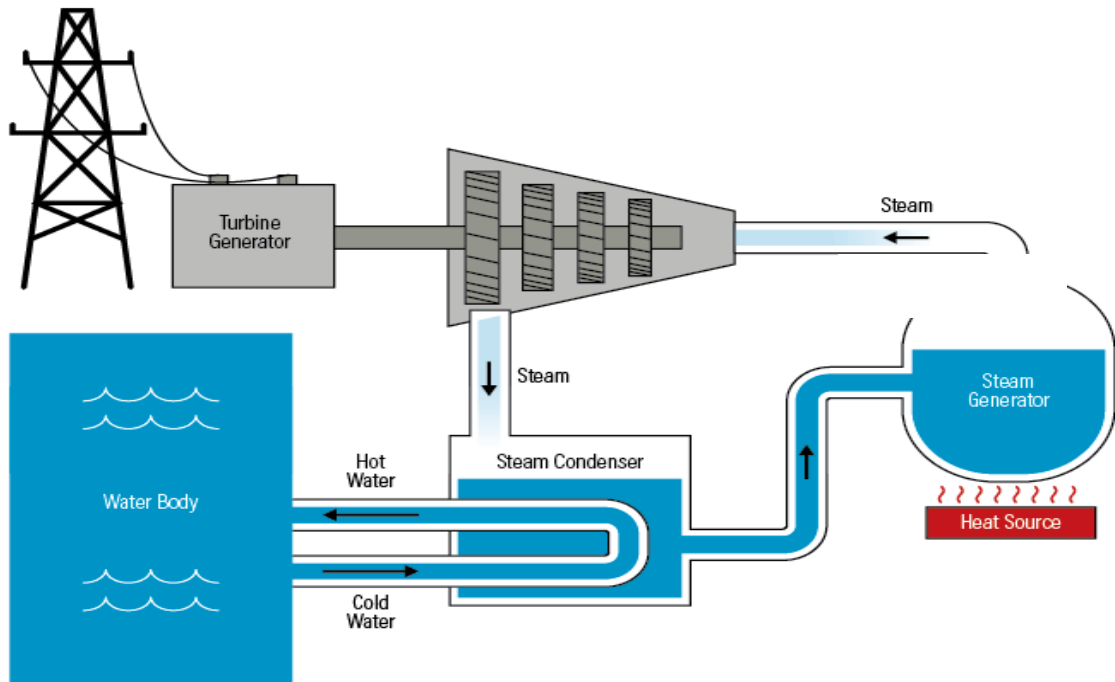 Turbine
Generator
Steam
Steam
Steam
Generator
Hot
Water
Steam Condenser
Water Body
Heat Source
Cold
Water